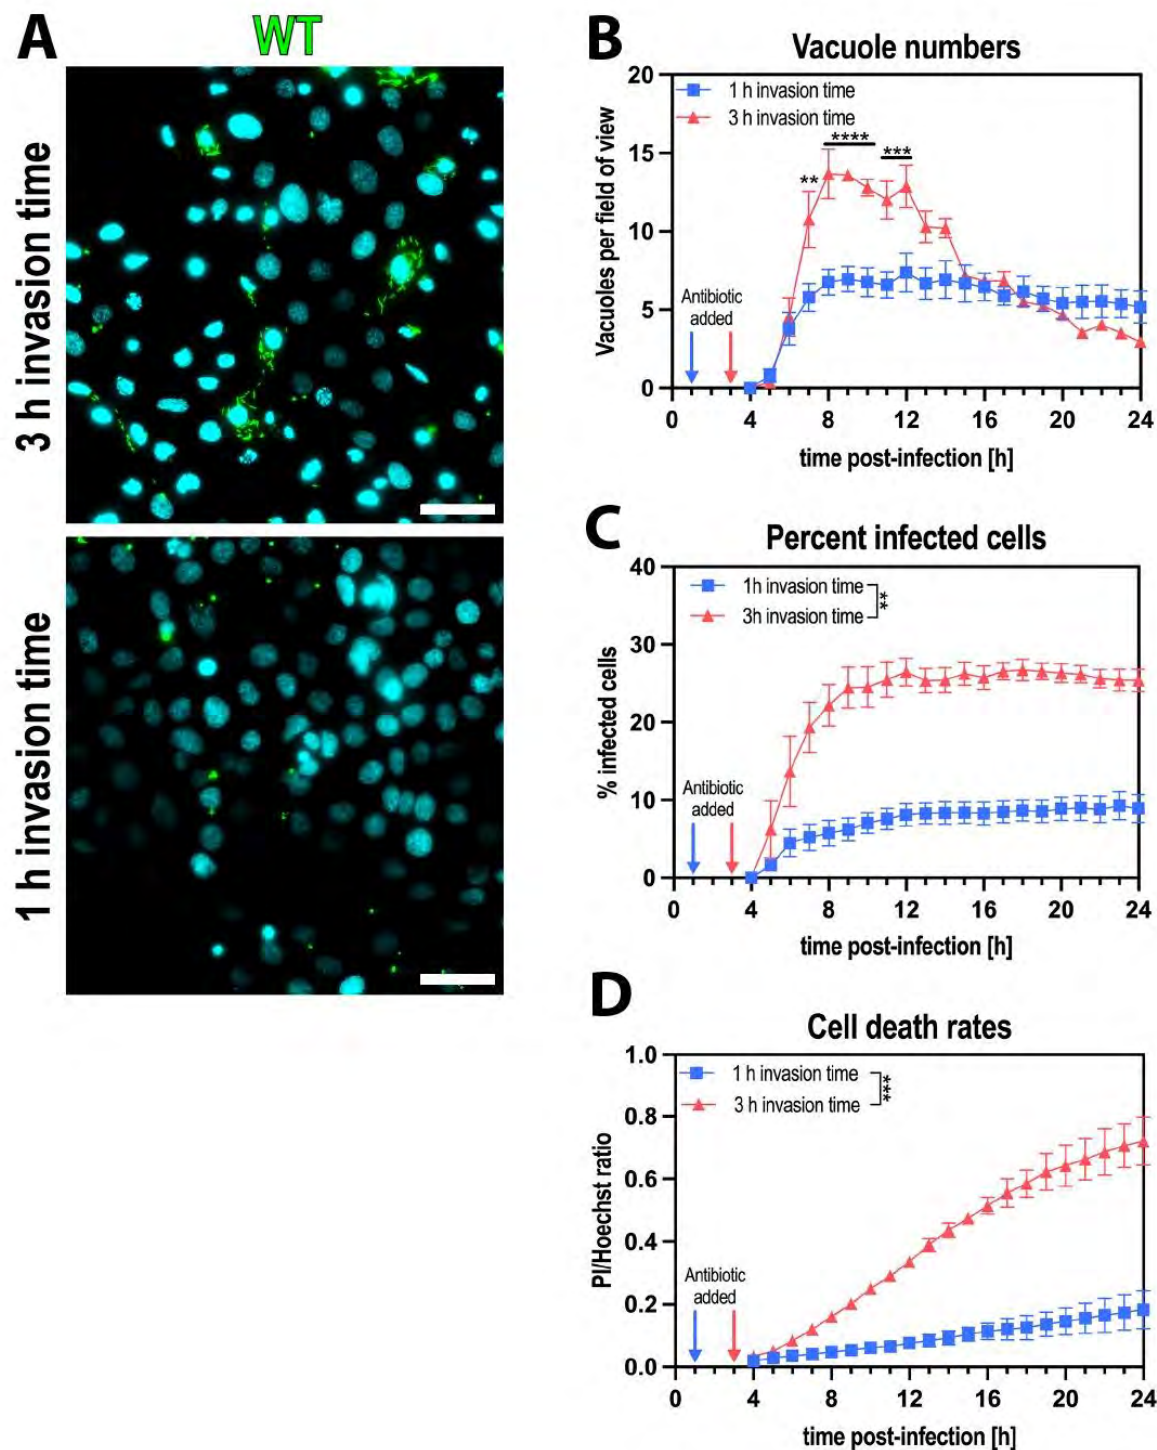 A
WT
3 h invasion time
1 h invasion time
B
Vacuole numbers
Vacuoles per field of view
20
15
10
5
0
1 h invasion time
3 h invasion time
**
****
***
Antibiotic
added
0 4 8 12 16 20 24
time post-infection [h]
C
Percent infected cells
% infected cells
40
30
20
10
0
1h invasion time
3h invasion time
**
Antibiotic
added
0 4 8 12 16 20 24
time post-infection [h]
D
Cell death rates
PI/Hoechst ratio
1.0
0.8
0.6
0.4
0.2
0.0
1 h invasion time
3 h invasion time
***
Antibiotic
added
0 4 8 12 16 20 24
time post-infection [h]